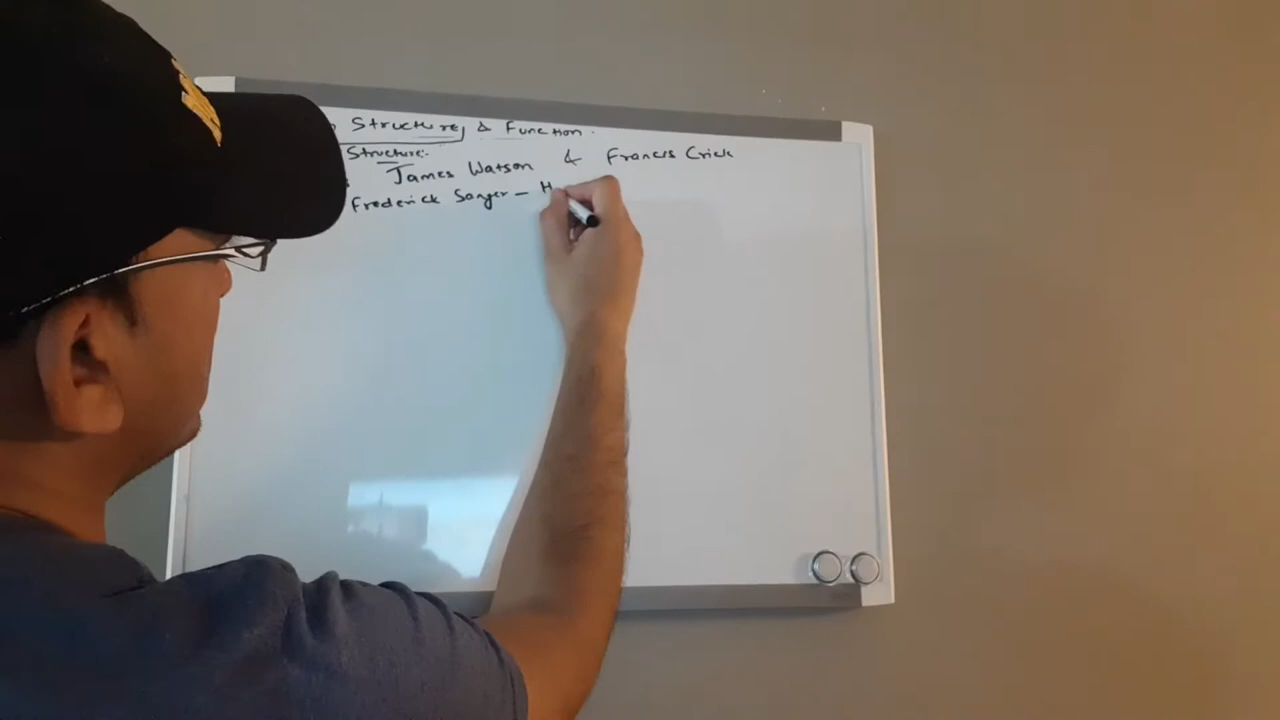 Structure & Function.
Structure:-
James Watson & Francis Crick
Frederick Sanger - H